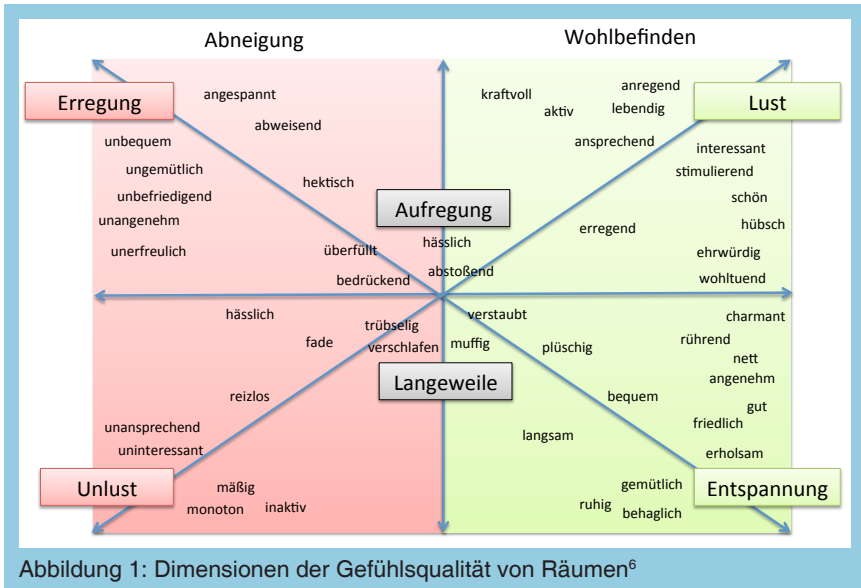 Abneigung
Wohlbefinden
Erregung
angespannt
abweisend
unbequem
ungemütlich
unbefriedigend
unangenehm
unerfreulich
hektisch
überfüllt
bedrückend
Aufregung
hässlich
abstoßend
kraftvoll
aktiv
anregend
lebendig
ansprechend
Lust
interessant
stimulierend
schön
hübsch
erregend
ehrwürdig
wohltuend
hässlich
trübselig
fade
verschlafen
reizlos
unansprechend
uninteressant
Unlust
mäßig
monoton
inaktiv
Langeweile
verstaubt
muffig
plüschig
charmant
rührend
nett
angenehm
bequem
gut
friedlich
langsam
erholsam
gemütlich
ruhig
behaglich
Entspannung
Abbildung 1: Dimensionen der Gefühlsqualität von Räumen⁶